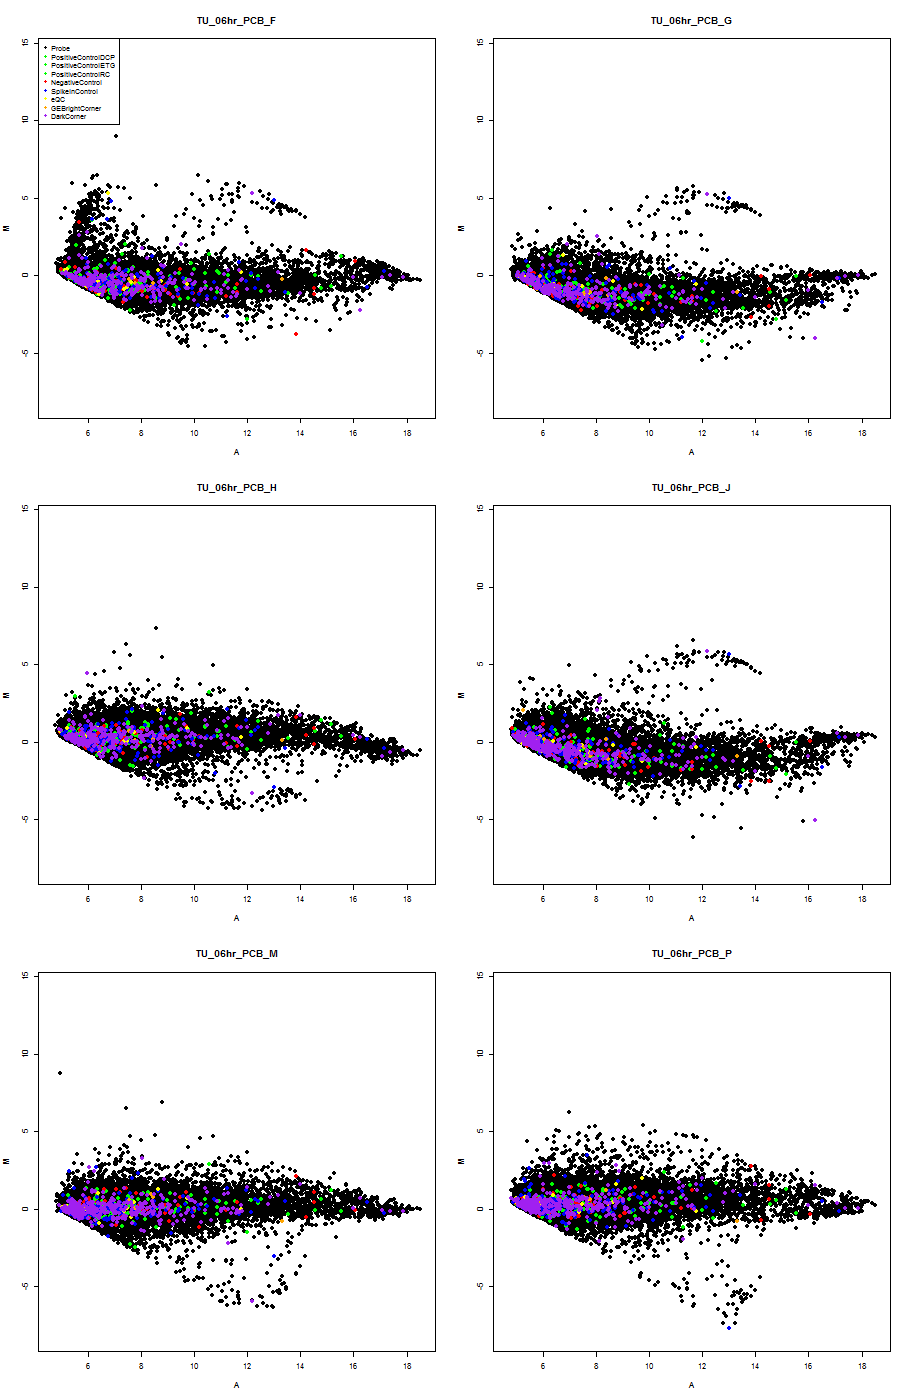 TU_06hr_PCB_F
TU_06hr_PCB_G
Probe
PositiveControlDCP
PositiveControlETG
PositiveControlRC
NegativeControl
SpikeInControl
eQC
GEBrightCorner
DarkCorner
15
10
5
0
-5
M
6 8 10 12 14 16 18
A
15
10
5
0
-5
M
6 8 10 12 14 16 18
A
TU_06hr_PCB_H
TU_06hr_PCB_J
15
10
5
0
-5
M
6 8 10 12 14 16 18
A
15
10
5
0
-5
M
6 8 10 12 14 16 18
A
TU_06hr_PCB_M
TU_06hr_PCB_P
15
10
5
0
-5
M
6 8 10 12 14 16 18
A
15
10
5
0
-5
M
6 8 10 12 14 16 18
A